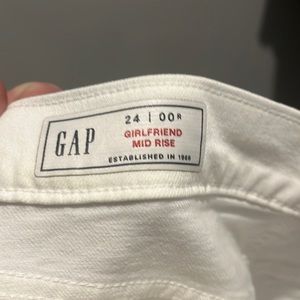 GAP
24 | 00R
GIRLFRIEND
MID RISE
ESTABLISHED IN 1969